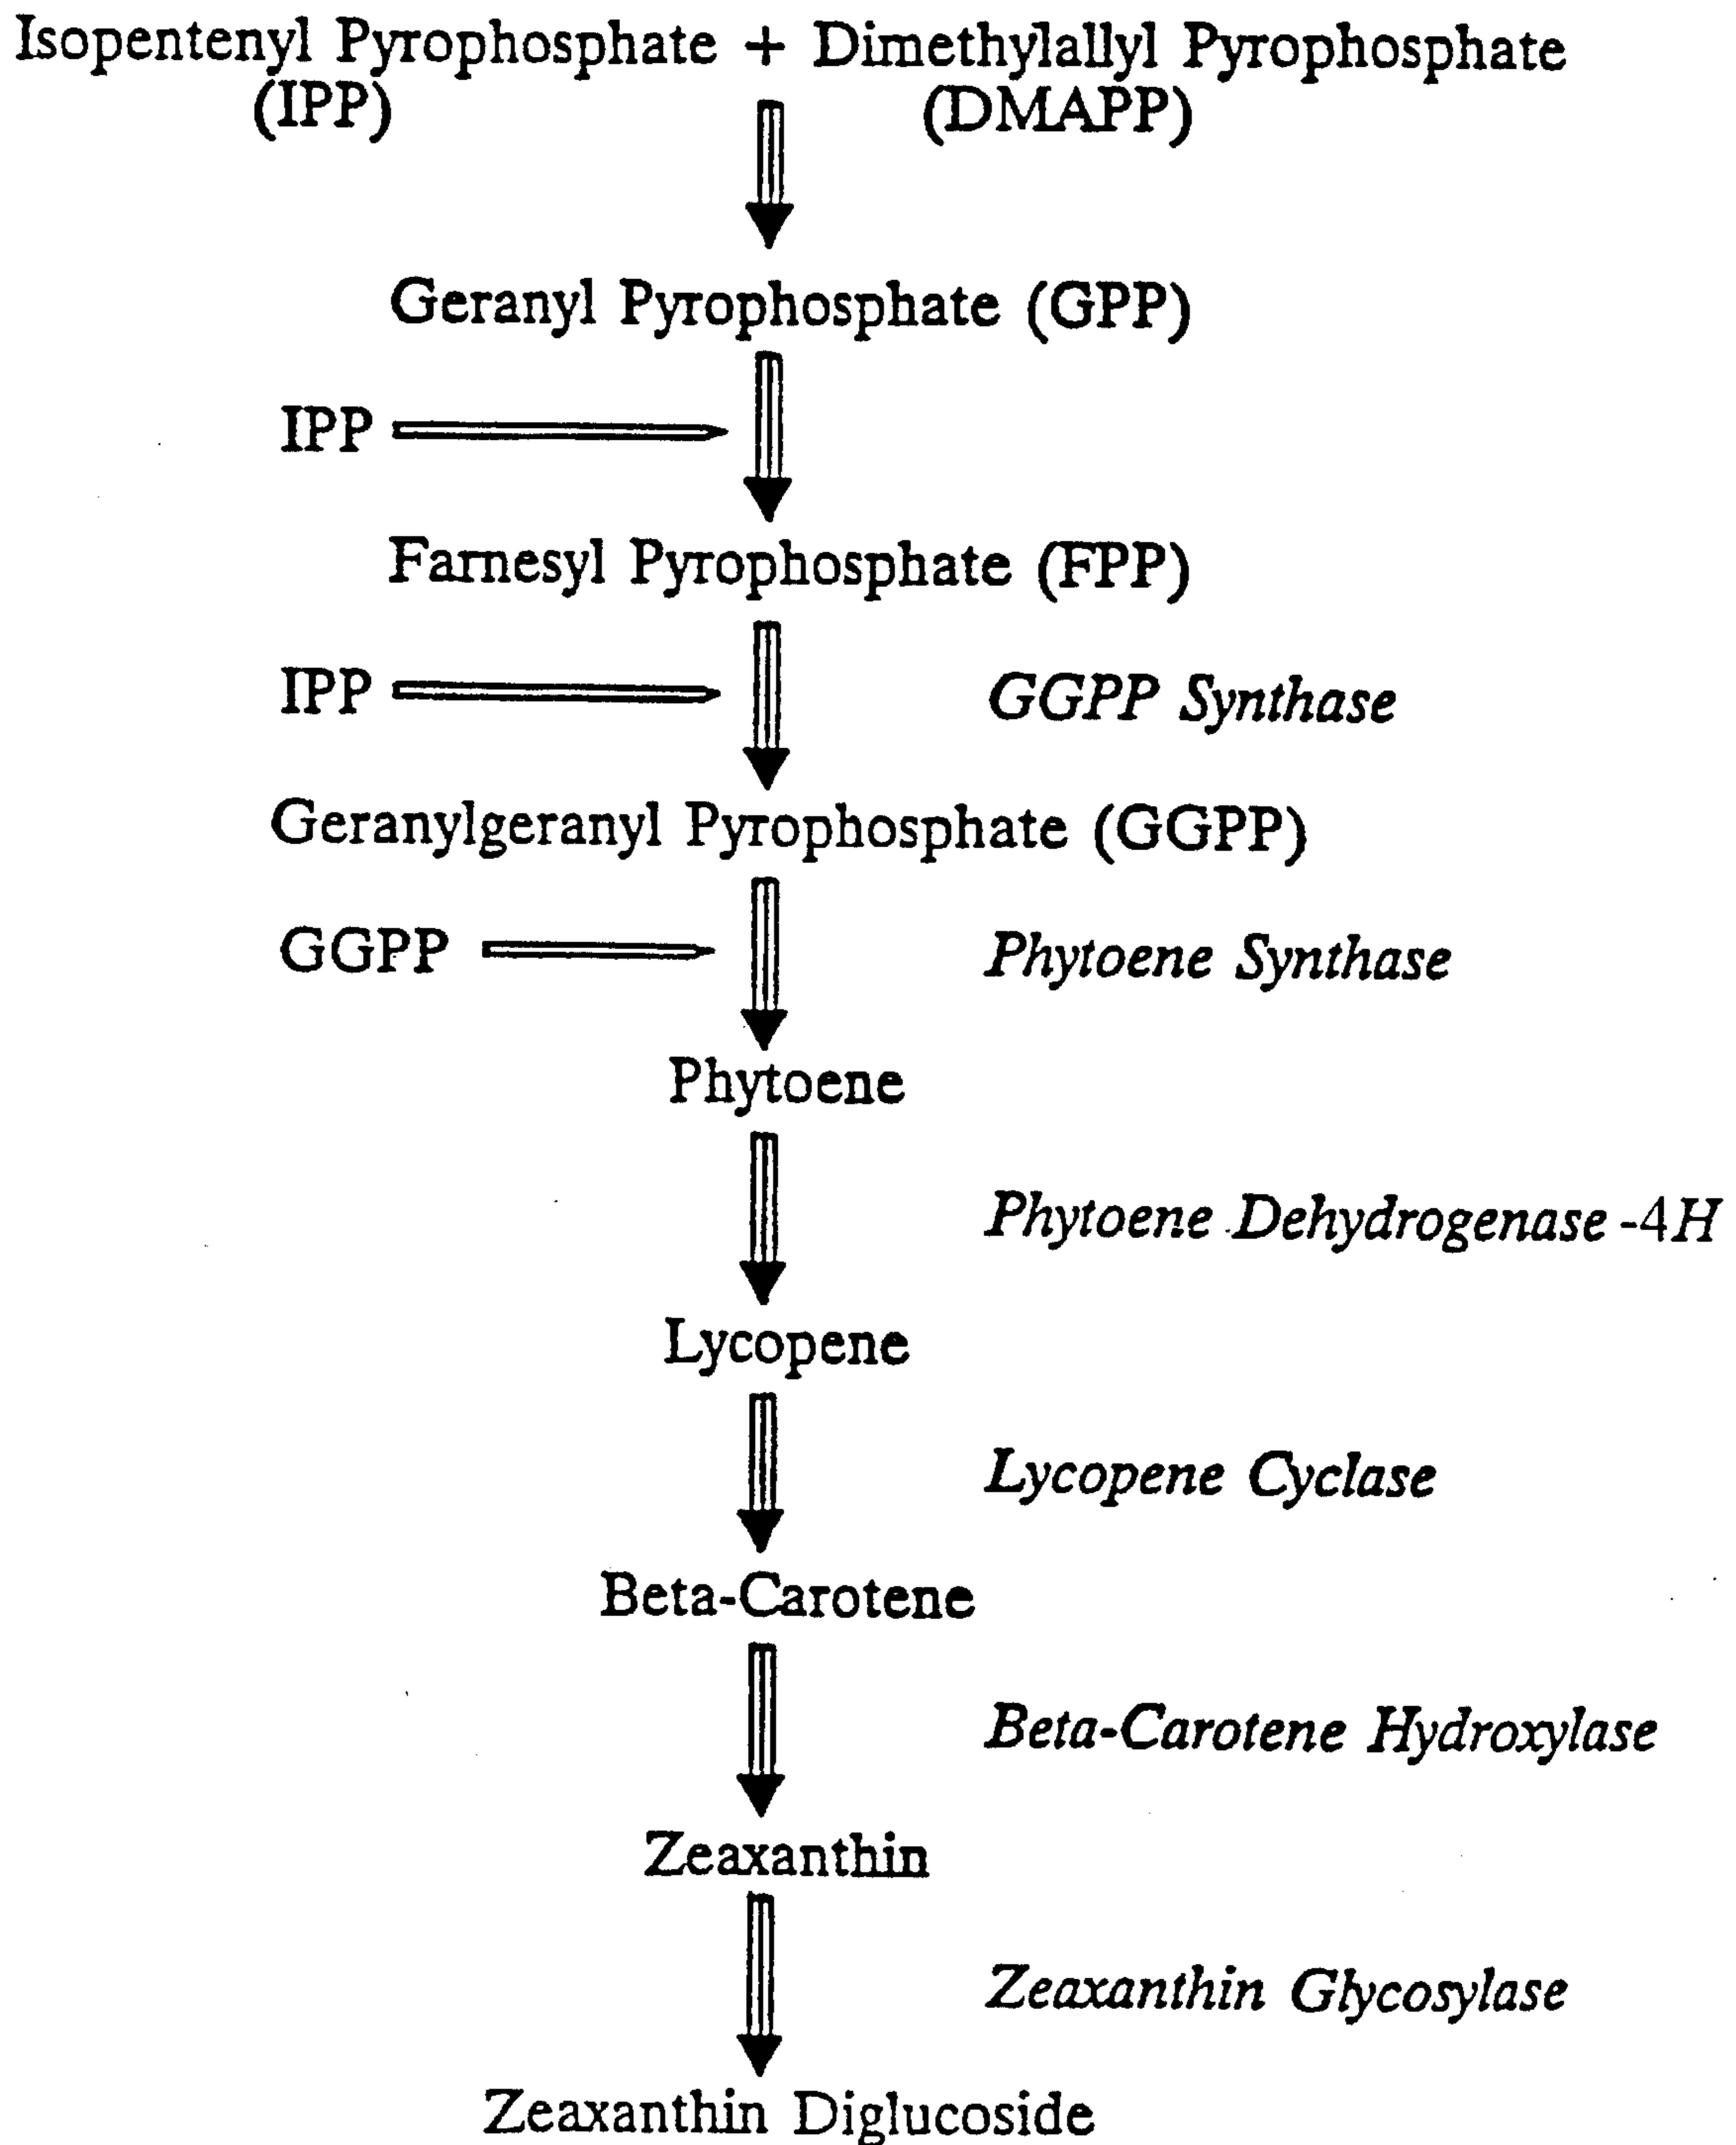 Isopentenyl Pyrophosphate + Dimethylallyl Pyrophosphate
(IPP) (DMAPP)
Geranyl Pyrophosphate (GPP)
IPP
Farnesyl Pyrophosphate (FPP)
IPP GGPP Synthase
Geranylgeranyl Pyrophosphate (GGPP)
GGPP Phytoene Synthase
Phytoene
Phytoene Dehydrogenase -4H
Lycopene
Lycopene Cyclase
Beta-Carotene
Beta-Carotene Hydroxylase
Zeaxanthin
Zeaxanthin Glycosylase
Zeaxanthin Diglucoside